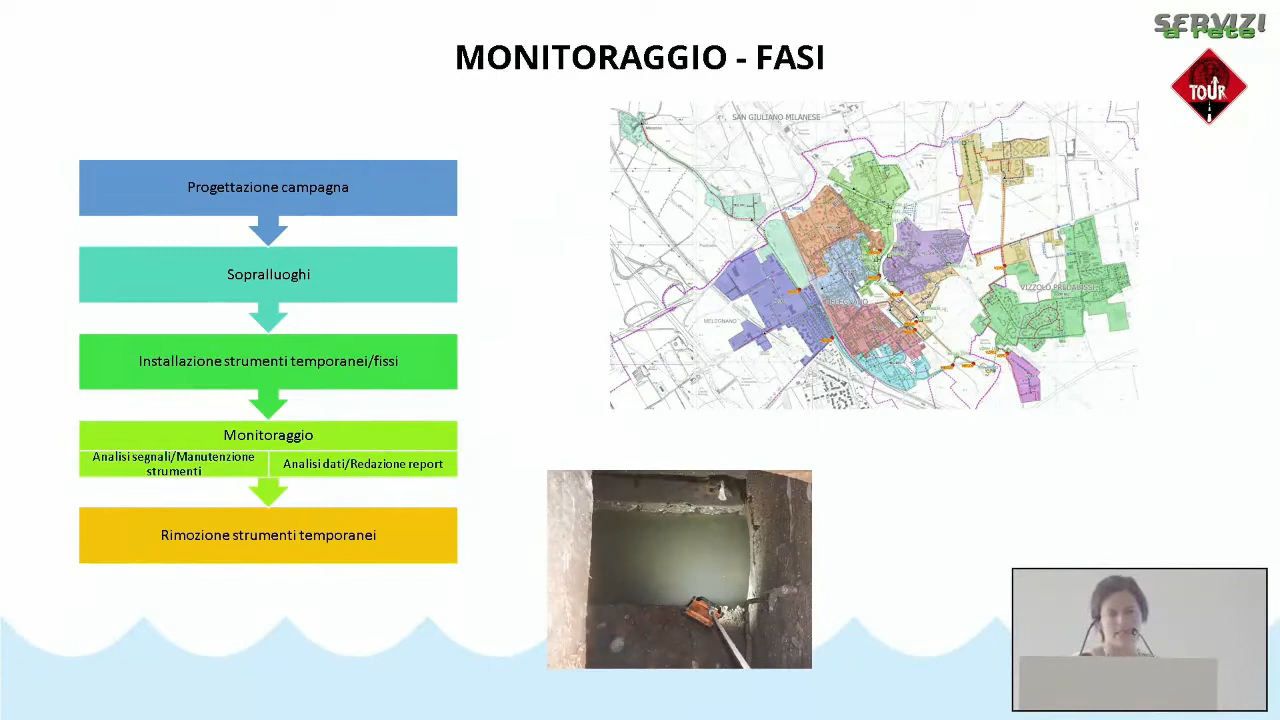 SERVIZI
a rete
TOUR
MONITORAGGIO - FASI
Progettazione campagna
Sopralluoghi
Installazione strumenti temporanei/fissi
Monitoraggio
Analisi segnali/Manutenzione
strumenti
Analisi dati/Redazione report
Rimozione strumenti temporanei
SAN GIULIANO MILANESE
VIZZOLO PREDABISSI
MELEGNANO